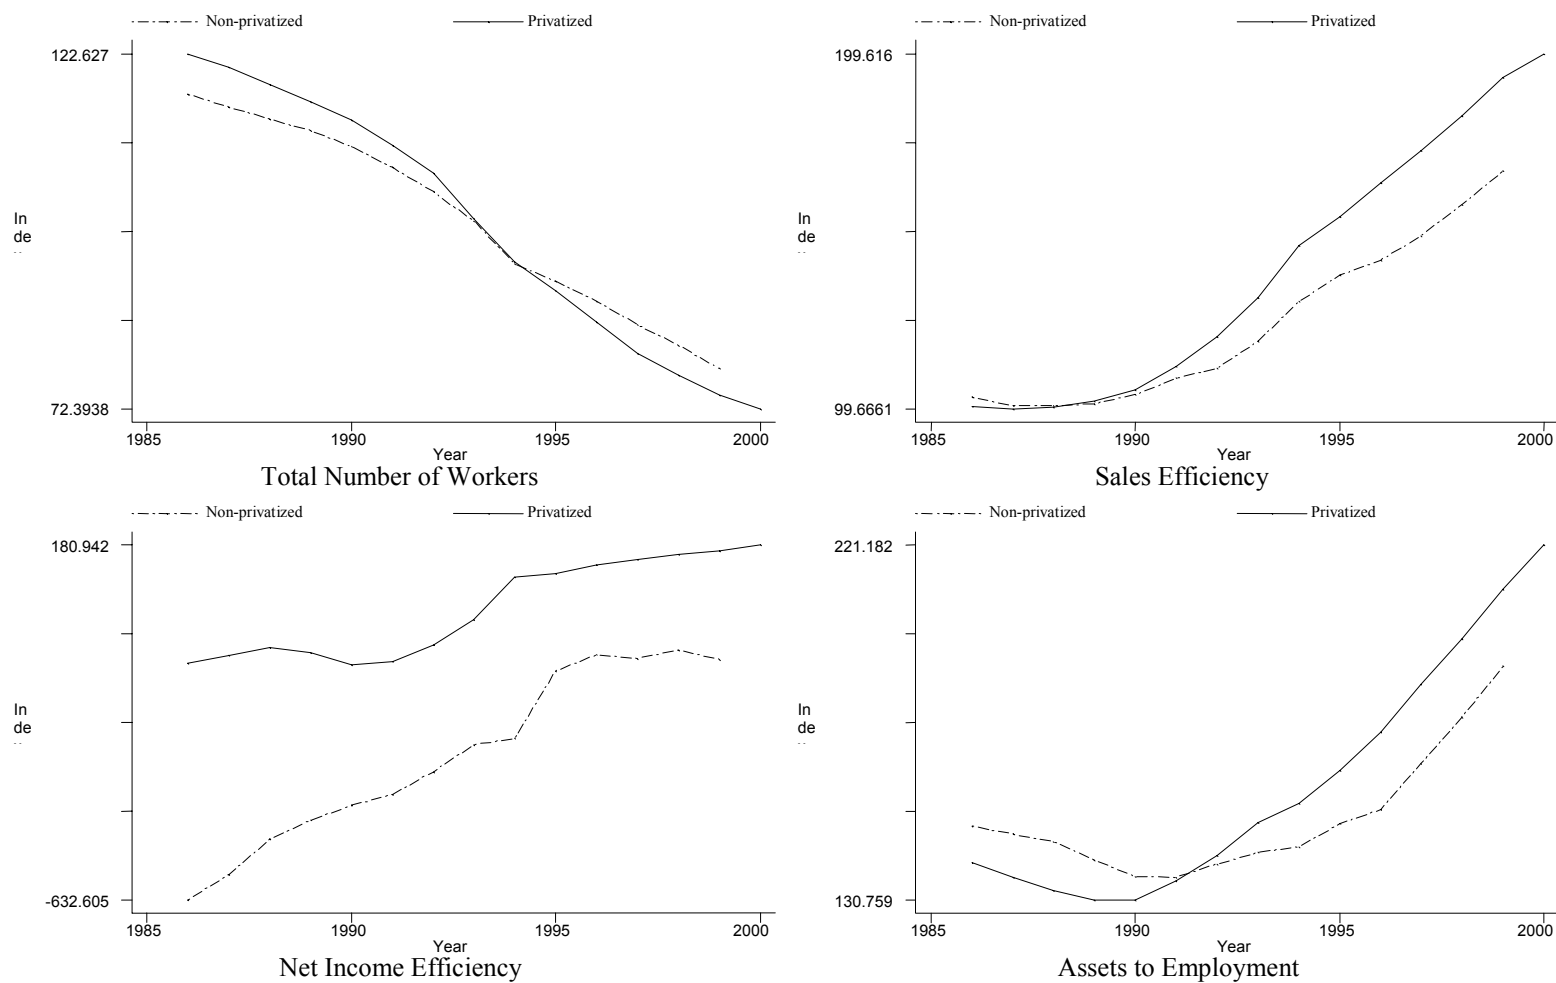 Non-privatized Privatized
122.627
In
de
72.3938
1985 1990 1995 2000
Year
Total Number of Workers
Non-privatized Privatized
199.616
In
de
99.6661
1985 1990 1995 2000
Year
Sales Efficiency
Non-privatized Privatized
180.942
In
de
-632.605
1985 1990 1995 2000
Year
Net Income Efficiency
Non-privatized Privatized
221.182
In
de
130.759
1985 1990 1995 2000
Year
Assets to Employment